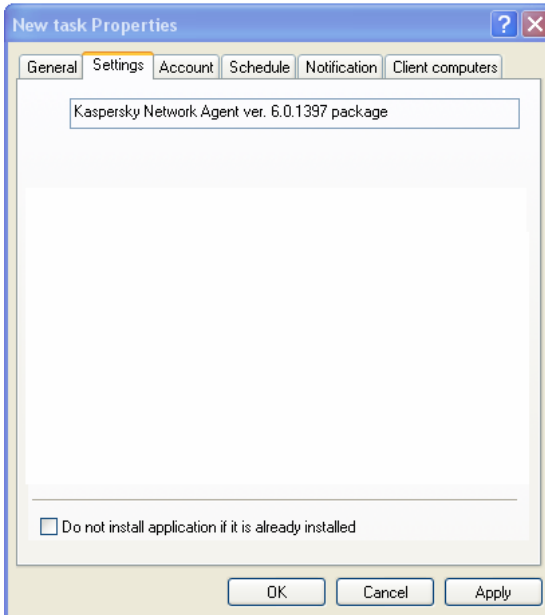 New task Properties
General Settings Account Schedule Notification Client computers
Kaspersky Network Agent ver. 6.0.1397 package
Do not install application if it is already installed
OK Cancel Apply